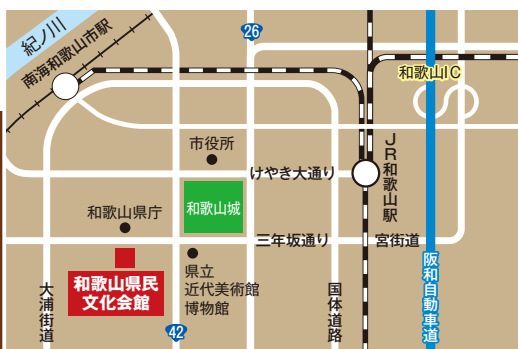 紀ノ川
南海和歌山市駅
26
和歌山IC
市役所
けやき大通り
JR和歌山駅
和歌山城
和歌山県庁
三年坂通り
宮街道
和歌山県民
文化会館
県立
近代美術館
博物館
大浦街道
42
国体道路
阪和自動車道